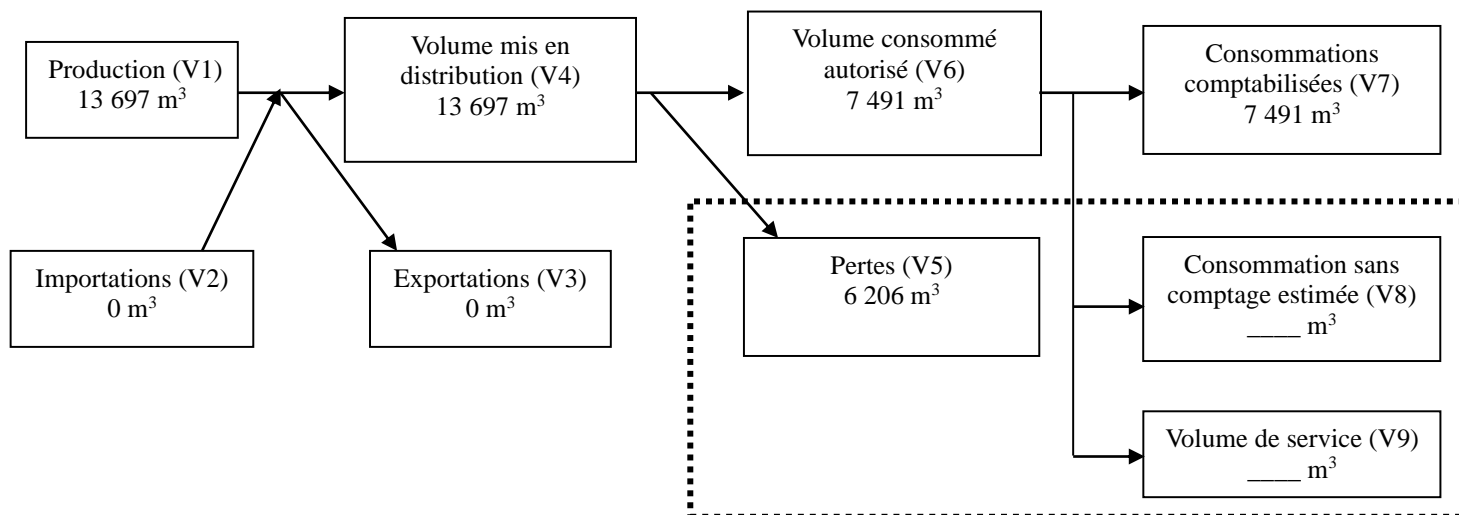 Production (V1)
13 697 m³
Volume mis en
distribution (V4)
13 697 m³
Volume consommé
autorisé (V6)
7 491 m³
Consommations
comptabilisées (V7)
7 491 m³
Importations (V2)
0 m³
Exportations (V3)
0 m³
Pertes (V5)
6 206 m³
Consommation sans
comptage estimée (V8)
____ m³
Volume de service (V9)
____ m³